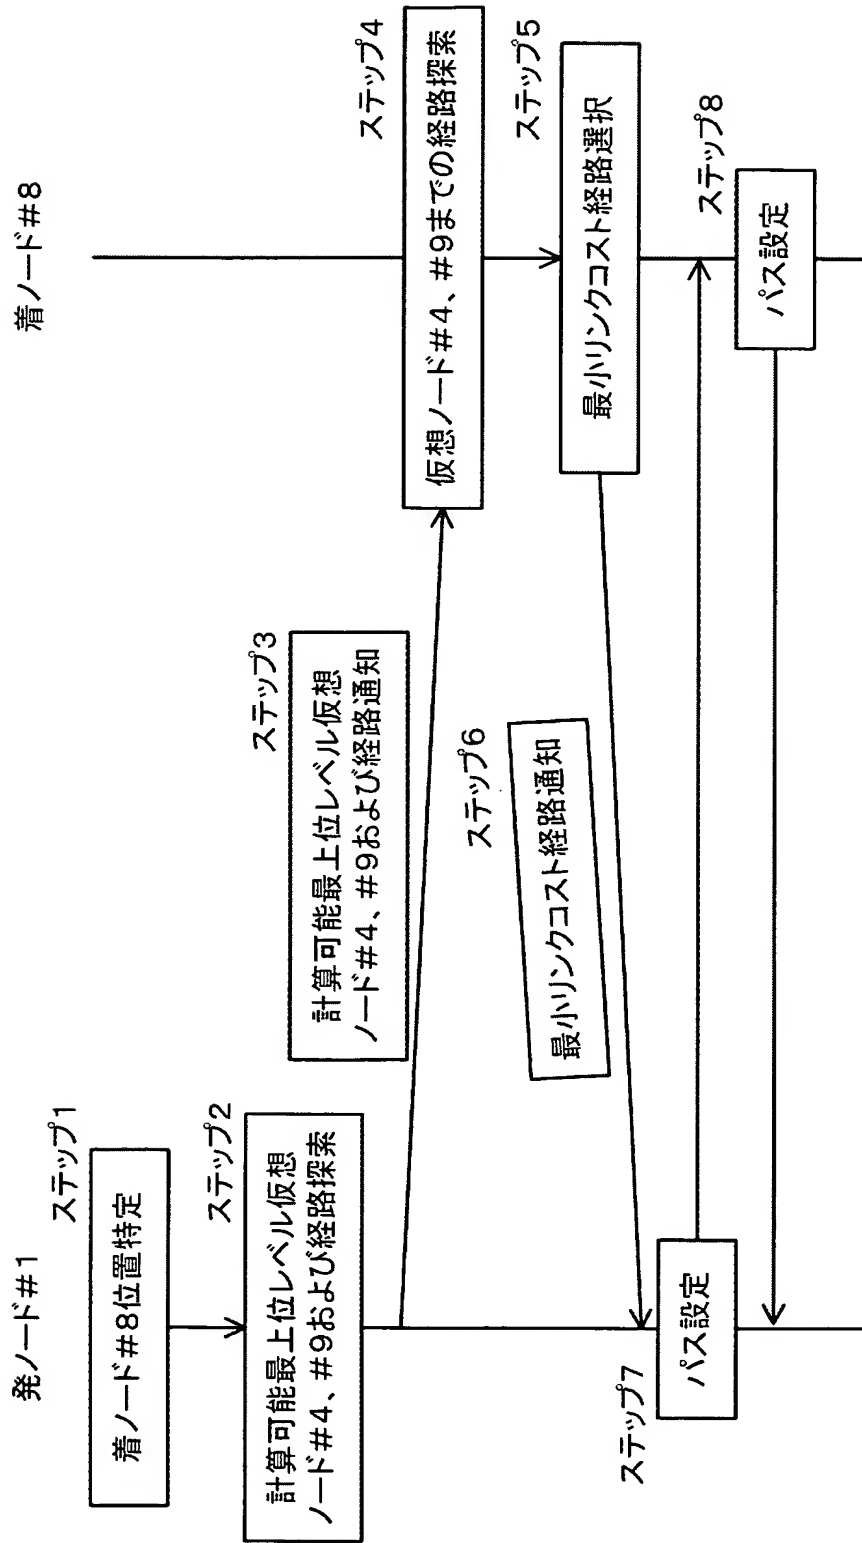 発ノード#1
着ノード#8
ステップ1
着ノード#8位置特定
ステップ2
計算可能最上位レベル仮想
ノード#4、#9および経路探索
ステップ3
計算可能最上位レベル仮想
ノード#4、#9および経路通知
ステップ4
仮想ノード#4、#9までの経路探索
ステップ5
最小リンクコスト経路選択
ステップ6
最小リンクコスト経路通知
ステップ7
パス設定
ステップ8
パス設定